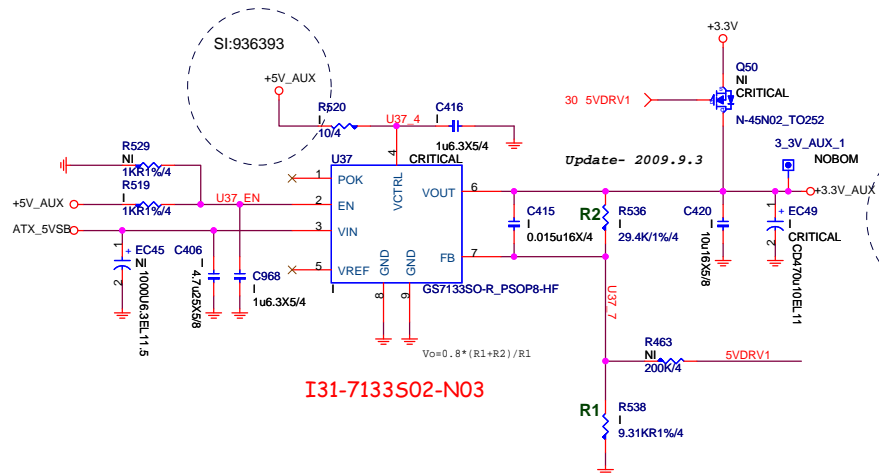 +3.3V
SI:936393
Q50
NI
CRITICAL
30 5VDRV1
N-45N02_TO252
+5V_AUX
R520
I
10/4
U37_4
C416
I
1u6.3X5/4
4
U37
CRITICAL
Update- 2009.9.3
3_3V_AUX_1
NOBOM
R529
NI
1KR1%/4
R519
I
1KR1%/4
+5V_AUX
U37_EN
ATX_5VSB
1
POK
2
EN
3
VIN
5
VREF
VCTRL
VOUT
6
FB
7
GND
GND
8
9
I
GS7133SO-R_PSOP8-HF
+3.3V_AUX
C415
I
0.015u16X/4
R2
R536
I
29.4K/1%/4
C420
I
10u16X5/8
1
+
2
EC49
I
CRITICAL
CD470u10EL11
1
+
2
EC45
NI
1000U6.3EL11.5
C406
I
4.7u25X5/8
C968
I
1u6.3X5/4
U37_7
Vo=0.8*(R1+R2)/R1
R463
NI
200K/4
5VDRV1
I31-7133S02-N03
R1
R538
I
9.31KR1%/4